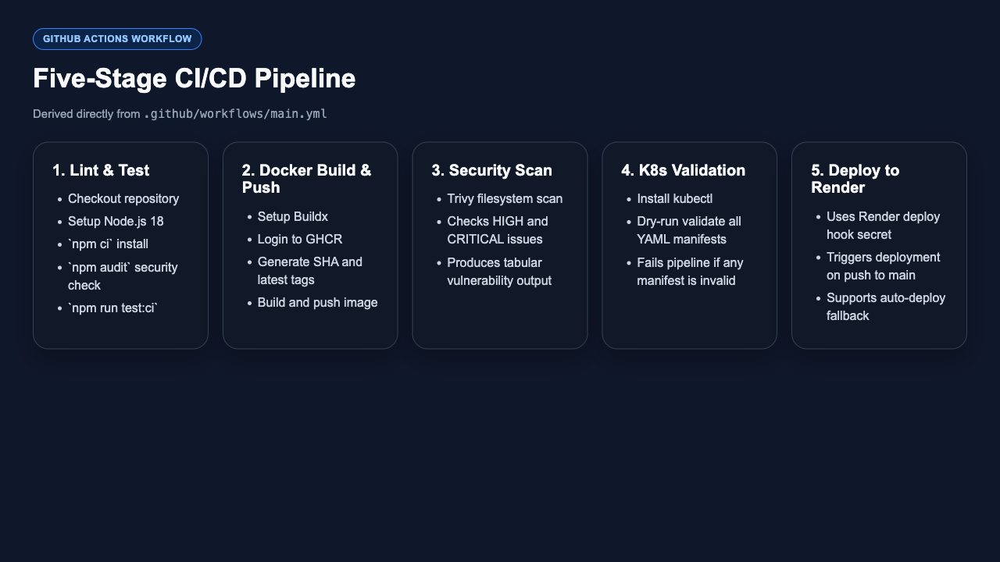 GITHUB ACTIONS WORKFLOW
Five-Stage CI/CD Pipeline
Derived directly from .github/workflows/main.yml
1. Lint & Test
• Checkout repository
• Setup Node.js 18
• `npm ci` install
• `npm audit` security
check
• `npm run test:ci`
2. Docker Build &
Push
• Setup Buildx
• Login to GHCR
• Generate SHA and
latest tags
• Build and push image
3. Security Scan
• Trivy filesystem scan
• Checks HIGH and
CRITICAL issues
• Produces tabular
vulnerability output
4. K8s Validation
• Install kubectl
• Dry-run validate all
YAML manifests
• Fails pipeline if any
manifest is invalid
5. Deploy to
Render
• Uses Render deploy
hook secret
• Triggers deployment
on push to main
• Supports auto-deploy
fallback